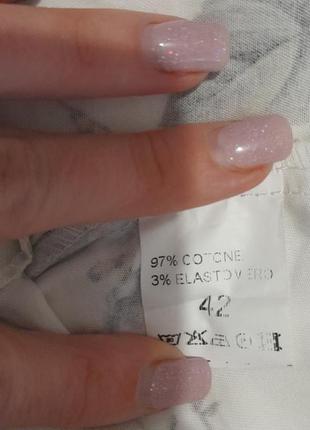 97% COTONE
3% ELASTOMERO
42